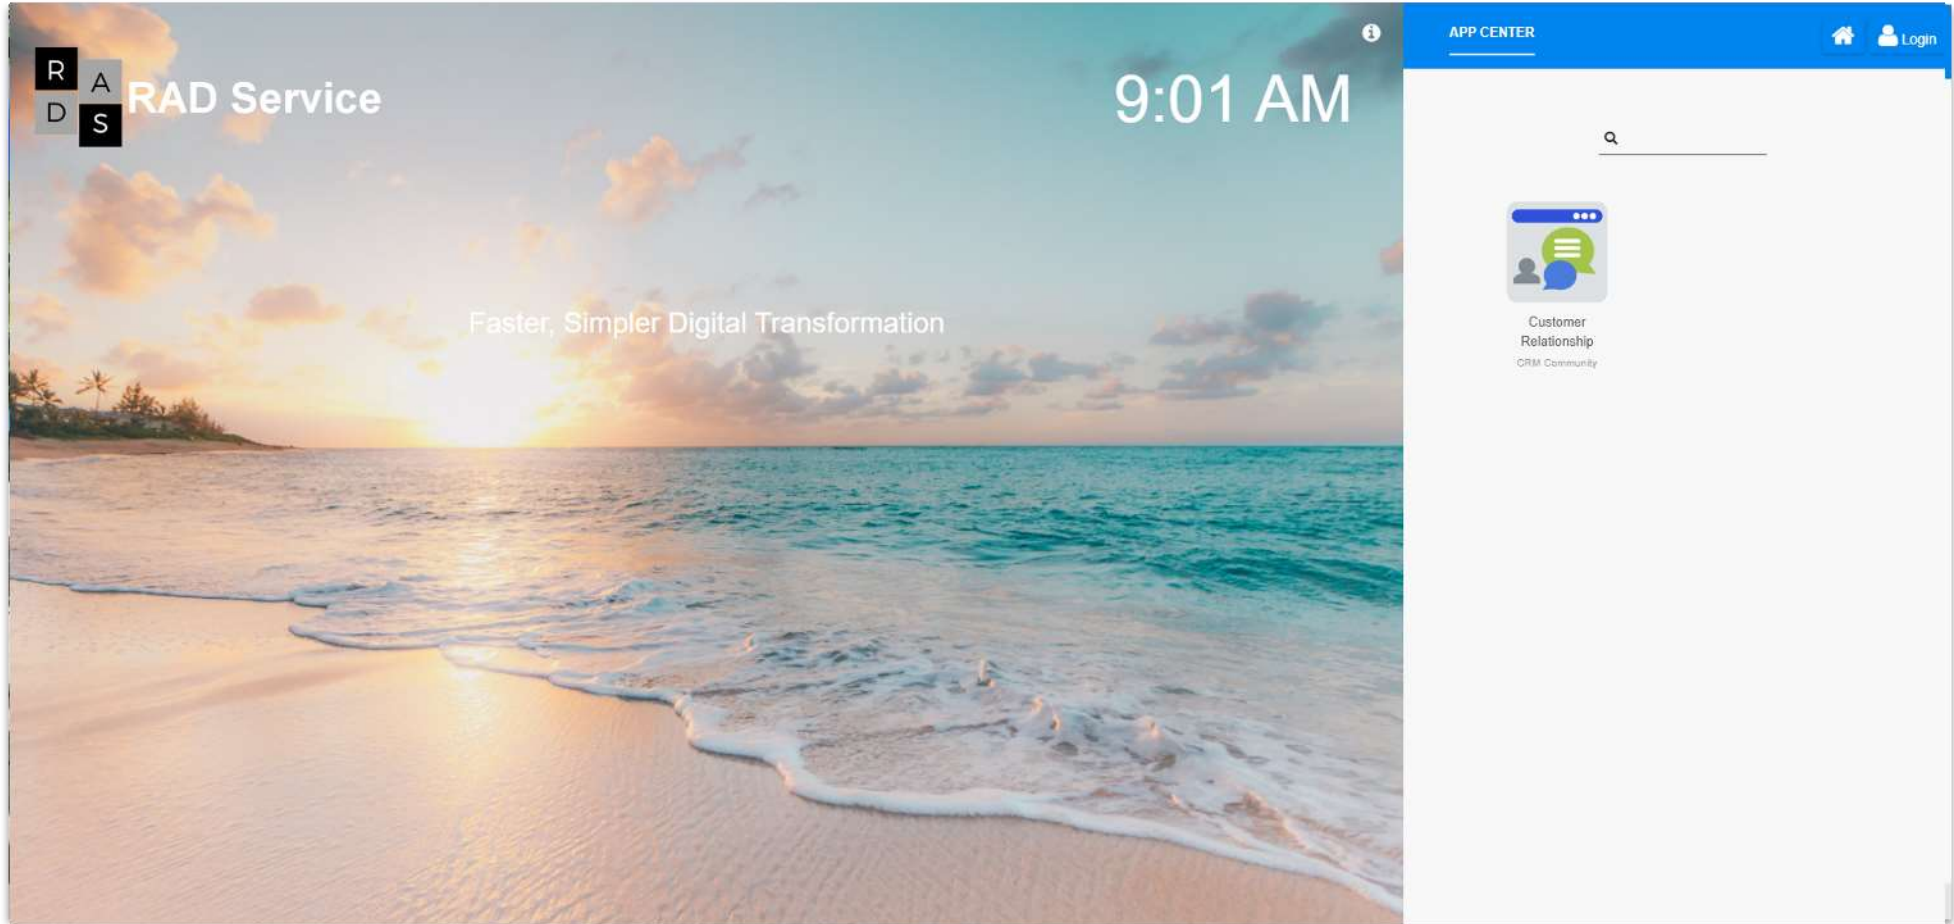 R
A
D
S
RAD Service
9:01 AM
Faster, Simpler Digital Transformation
APP CENTER
Login
Customer
Relationship
CRM Community